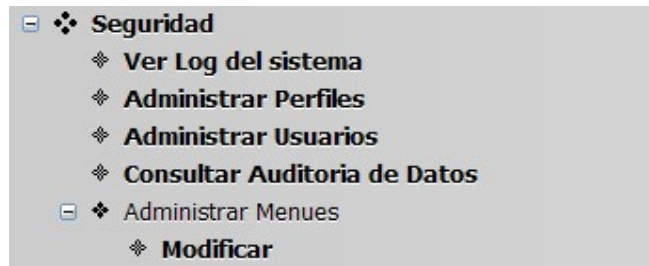 Seguridad
Ver Log del sistema
Administrar Perfiles
Administrar Usuarios
Consultar Auditoria de Datos
Administrar Menues
Modificar